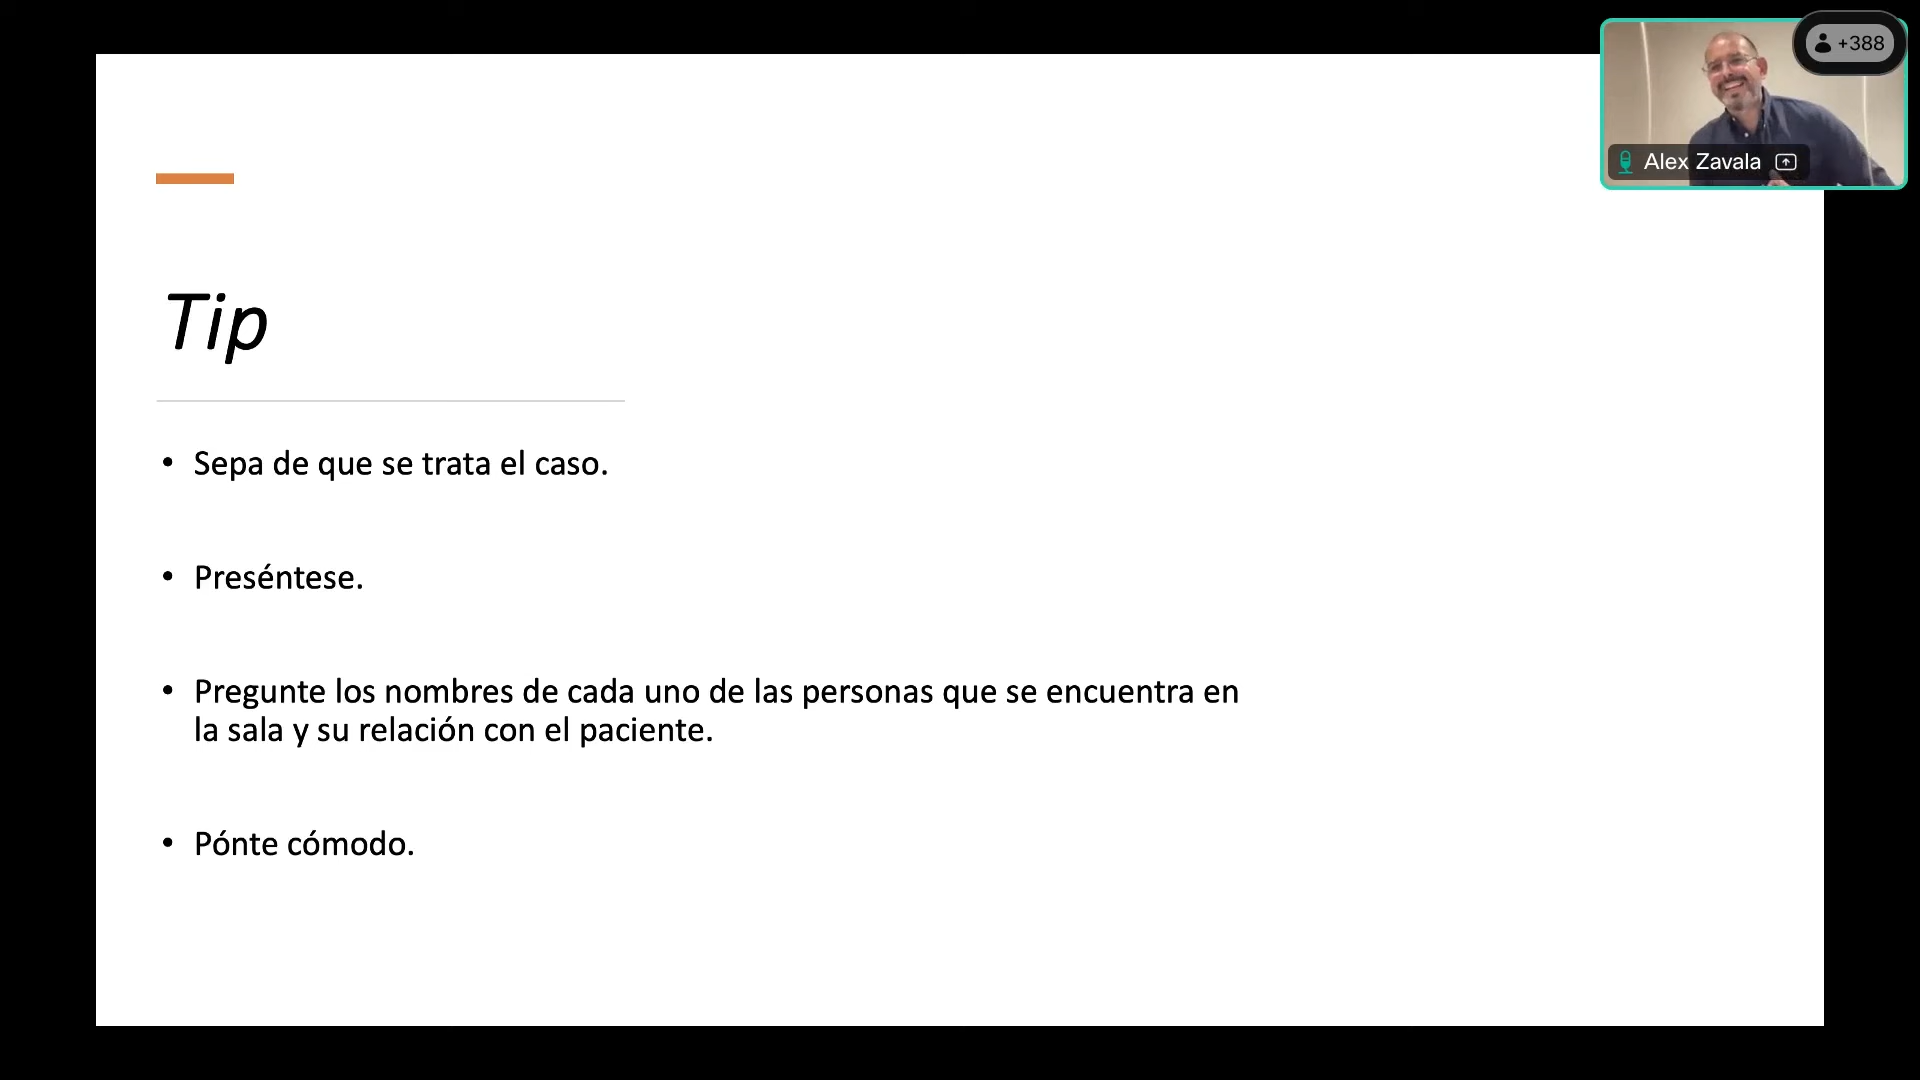 +388
Alex Zavala
Tip
• Sepa de que se trata el caso.
• Preséntese.
• Pregunte los nombres de cada uno de las personas que se encuentra en
la sala y su relación con el paciente.
• Pónte cómodo.